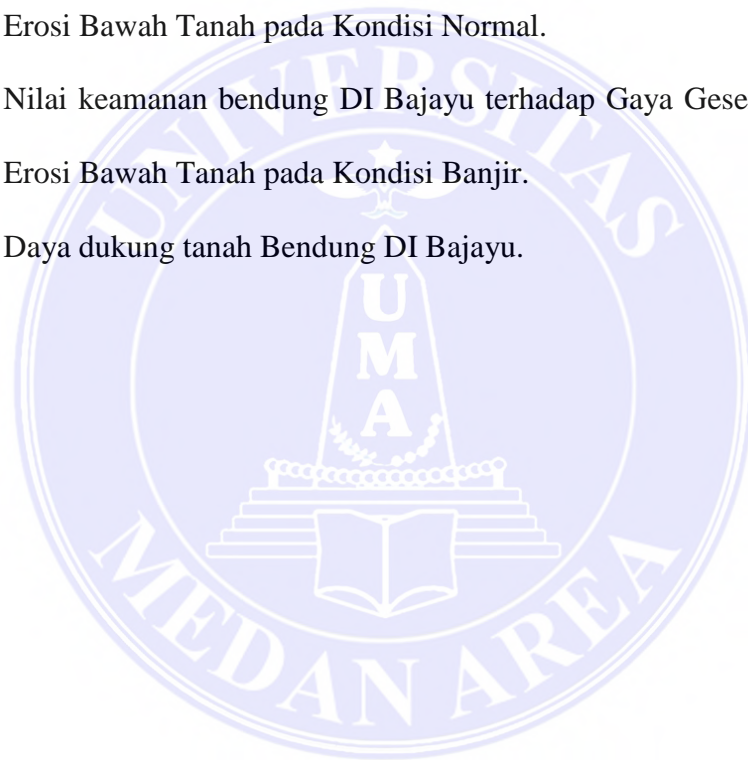 Erosi Bawah Tanah pada Kondisi Normal.
Nilai keamanan bendung DI Bajayu terhadap Gaya Gese
Erosi Bawah Tanah pada Kondisi Banjir.
Daya dukung tanah Bendung DI Bajayu.
UNIVERSITAS
UMA
MEDAN AREA